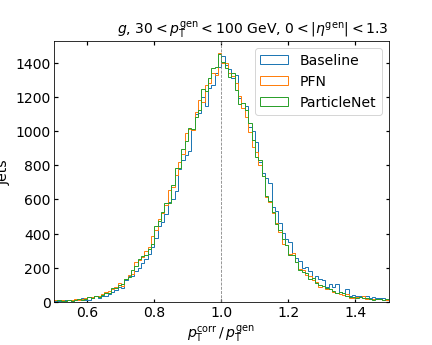 g, 30 < p_T^gen < 100 GeV, 0 < |η^gen| < 1.3
Baseline
PFN
ParticleNet
Jets
1400
1200
1000
800
600
400
200
0
0.6 0.8 1.0 1.2 1.4
p_T^corr / p_T^gen